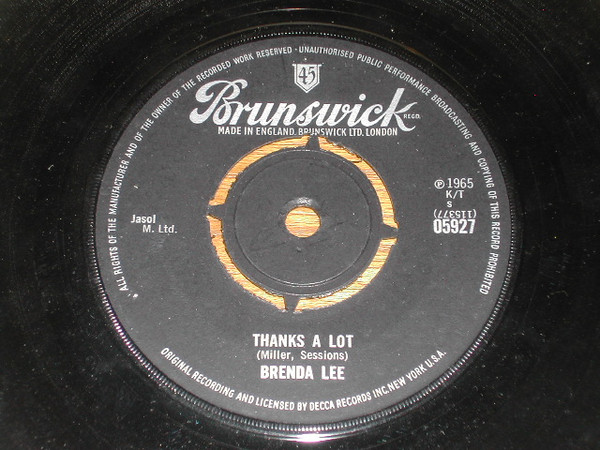 ALL RIGHTS OF THE MANUFACTURER AND OF THE OWNER OF THE RECORDED WORK RESERVED - UNAUTHORISED PUBLIC PERFORMANCE BROADCASTING AND COPYING OF THIS RECORD PROHIBITED
45
Brunswick REGD.
MADE IN ENGLAND. BRUNSWICK LTD. LONDON
℗ 1965
K/T
s
(115377)
05927
Jasol
M. Ltd.
THANKS A LOT
(Miller, Sessions)
BRENDA LEE
ORIGINAL RECORDING AND LICENSED BY DECCA RECORDS INC. NEW YORK U.S.A.